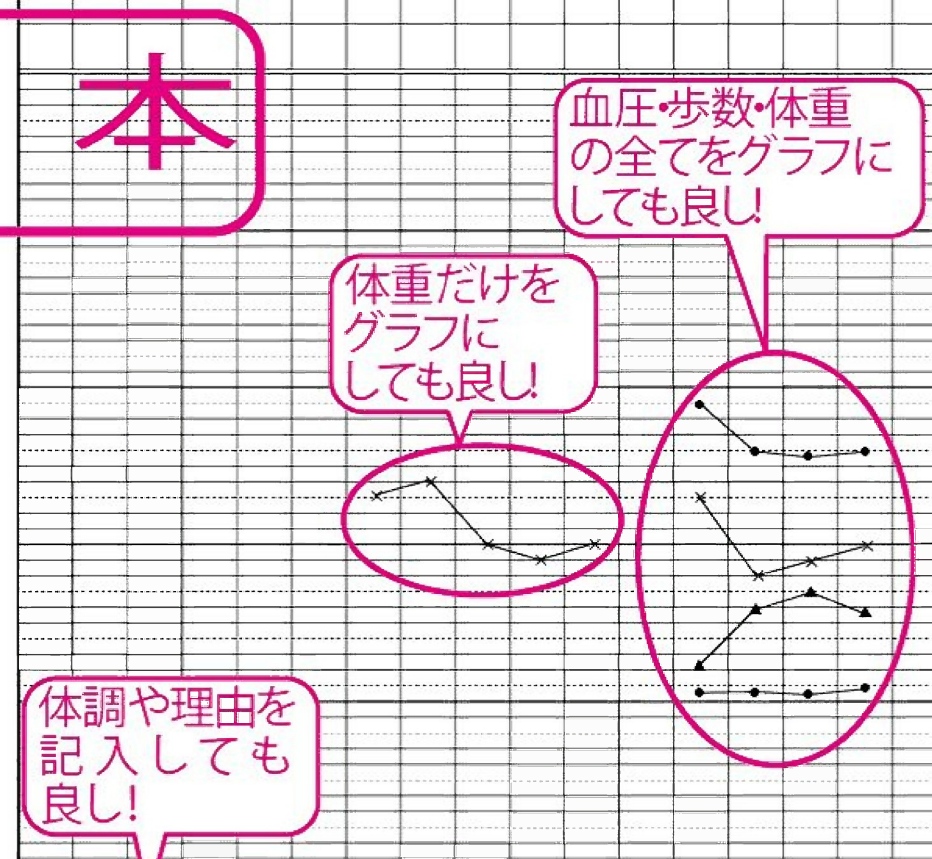 本
血圧・歩数・体重
の全てをグラフに
しても良し!
体重だけを
グラフに
しても良し!
体調や理由を
記入しても
良し!